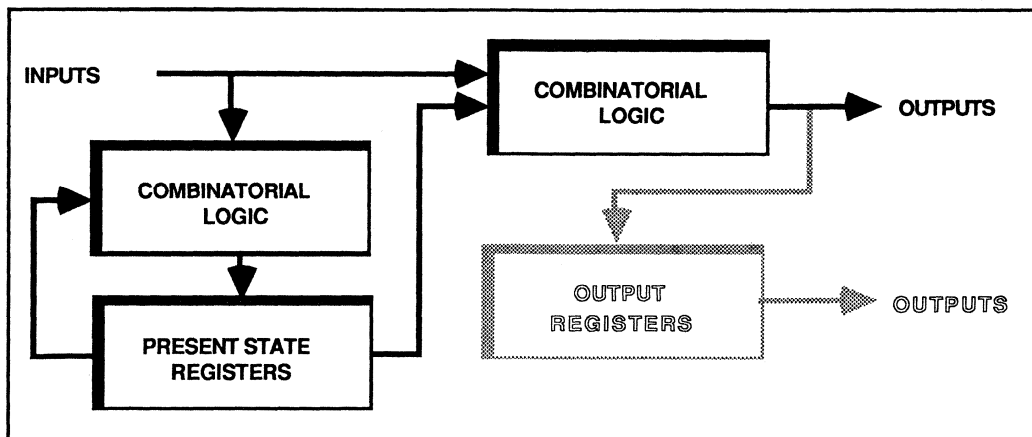 INPUTS
COMBINATORIAL
LOGIC
OUTPUTS
COMBINATORIAL
LOGIC
OUTPUT
REGISTERS
OUTPUTS
PRESENT STATE
REGISTERS